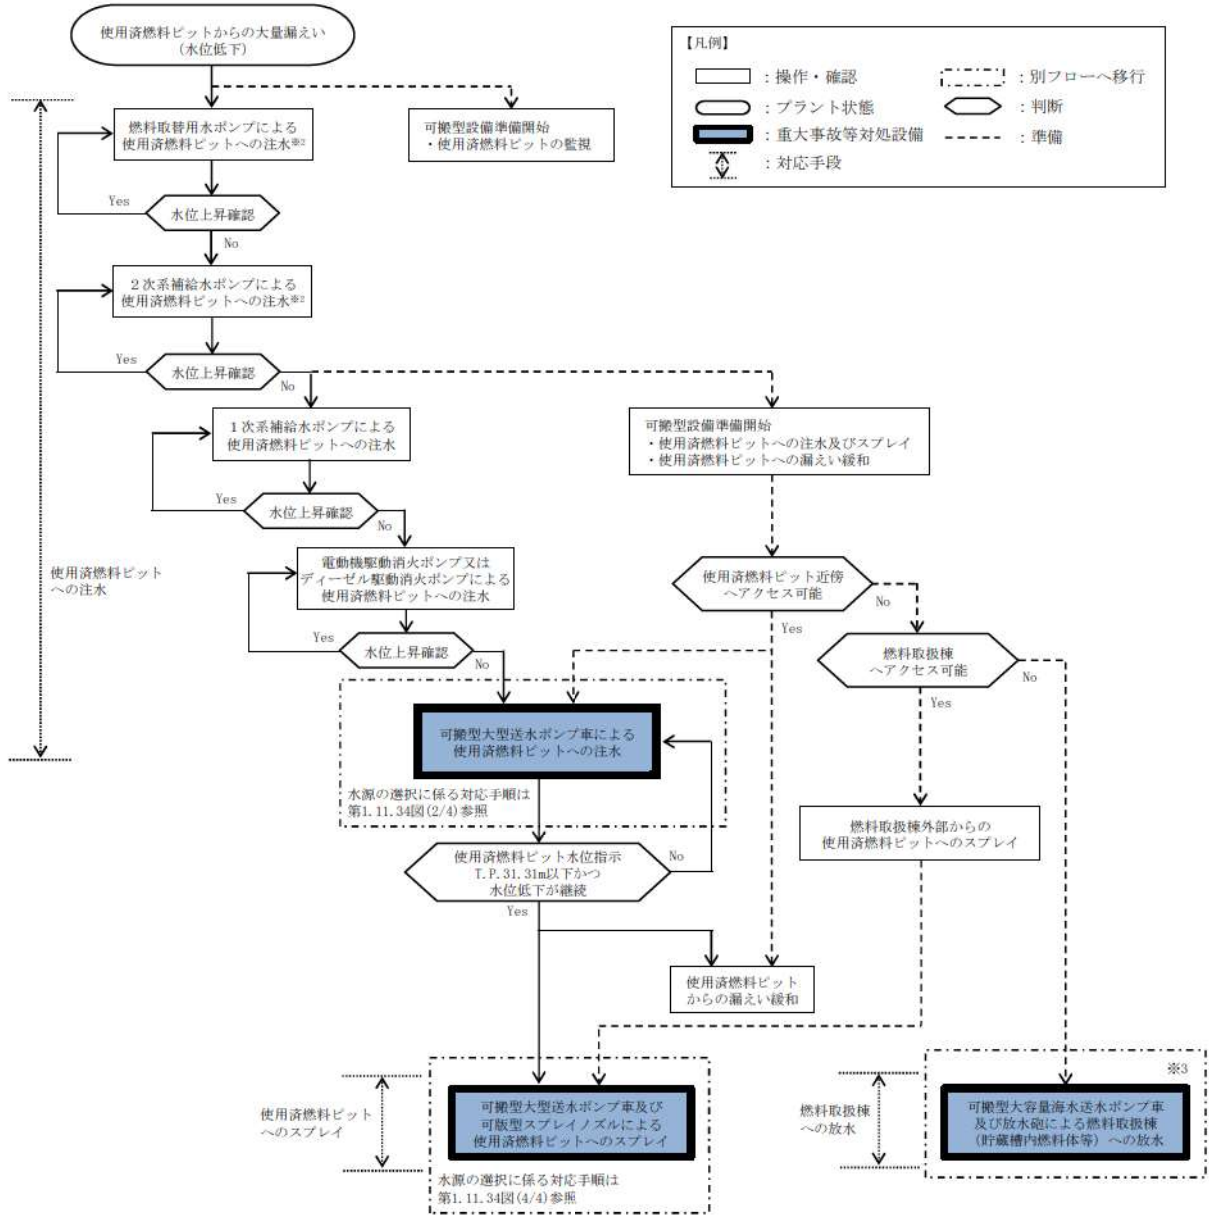 使用済燃料ピットからの大量漏えい
(水位低下)
【凡例】
：操作・確認
：別フローへ移行
：プラント状態
：判断
：重大事故等対処設備
：準備
：対応手段
燃料取替用水ポンプによる
使用済燃料ピットへの注水※2
可搬型設備準備開始
・使用済燃料ピットの監視
Yes
水位上昇確認
No
2次系補給水ポンプによる
使用済燃料ピットへの注水※2
Yes
水位上昇確認
No
1次系補給水ポンプによる
使用済燃料ピットへの注水
可搬型設備準備開始
・使用済燃料ピットへの注水及びスプレイ
・使用済燃料ピットへの漏えい緩和
Yes
水位上昇確認
No
使用済燃料ピット
への注水
電動機駆動消火ポンプ又は
ディーゼル駆動消火ポンプによる
使用済燃料ピットへの注水
使用済燃料ピット近傍
へアクセス可能
No
Yes
Yes
水位上昇確認
No
燃料取扱棟
へアクセス可能
No
Yes
可搬型大型送水ポンプ車による
使用済燃料ピットへの注水
水源の選択に係る対応手順は
第1.11.34図(2/4)参照
燃料取扱棟外部からの
使用済燃料ピットへのスプレイ
使用済燃料ピット水位指示
T.P.31.31m以下かつ
水位低下が継続
No
Yes
使用済燃料ピット
からの漏えい緩和
使用済燃料ピット
へのスプレイ
可搬型大型送水ポンプ車及び
可版型スプレイノズルによる
使用済燃料ピットへのスプレイ
水源の選択に係る対応手順は
第1.11.34図(4/4)参照
燃料取扱棟
への放水
※3
可搬型大容量海水送水ポンプ車
及び放水砲による燃料取扱棟
(貯蔵槽内燃料体等)への放水